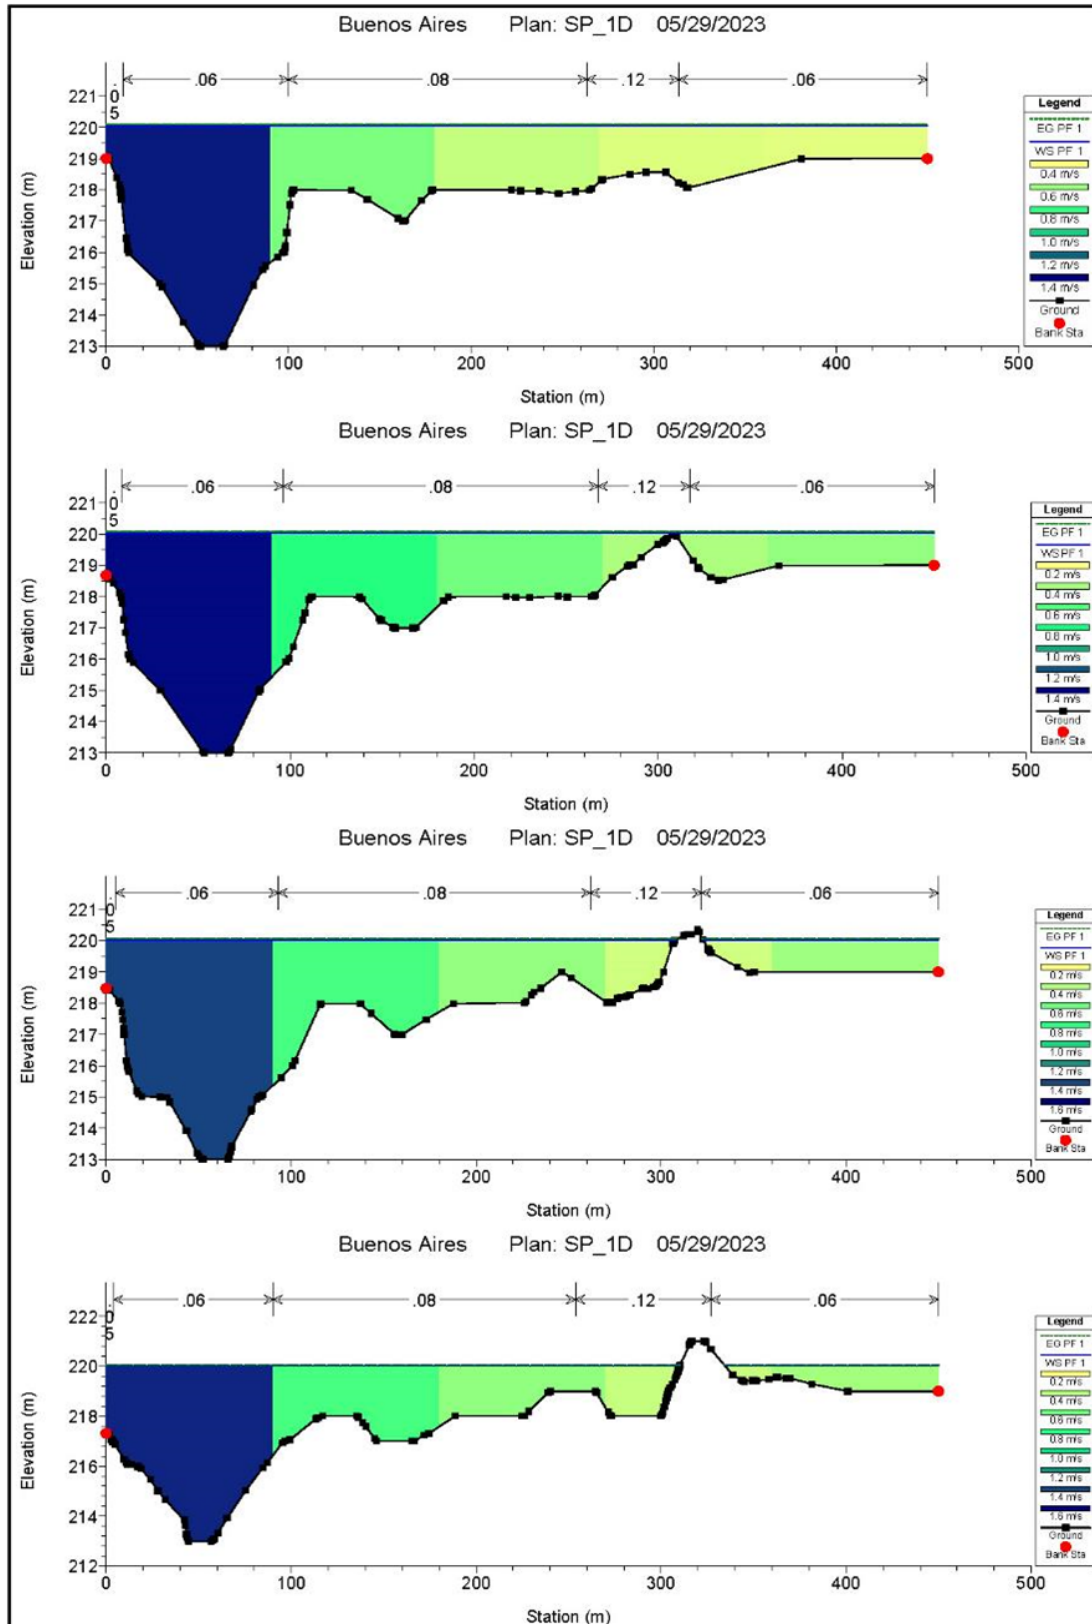 Buenos Aires Plan: SP_1D 05/29/2023
.05 .06 .08 .12 .06
Elevation (m)
221
220
219
218
217
216
215
214
213
0 100 200 300 400 500
Station (m)
Legend
EG PF 1
WS PF 1
0.4 m/s
0.6 m/s
0.8 m/s
1.0 m/s
1.2 m/s
1.4 m/s
Ground
Bank Sta
Buenos Aires Plan: SP_1D 05/29/2023
.05 .06 .08 .12 .06
Elevation (m)
221
220
219
218
217
216
215
214
213
0 100 200 300 400 500
Station (m)
Legend
EG PF 1
WS PF 1
0.2 m/s
0.4 m/s
0.6 m/s
0.8 m/s
1.0 m/s
1.2 m/s
1.4 m/s
Ground
Bank Sta
Buenos Aires Plan: SP_1D 05/29/2023
.05 .06 .08 .12 .06
Elevation (m)
221
220
219
218
217
216
215
214
213
0 100 200 300 400 500
Station (m)
Legend
EG PF 1
WS PF 1
0.2 m/s
0.4 m/s
0.6 m/s
0.8 m/s
1.0 m/s
1.2 m/s
1.4 m/s
1.6 m/s
Ground
Bank Sta
Buenos Aires Plan: SP_1D 05/29/2023
.05 .06 .08 .12 .06
Elevation (m)
222
221
220
219
218
217
216
215
214
213
212
0 100 200 300 400 500
Station (m)
Legend
EG PF 1
WS PF 1
0.2 m/s
0.4 m/s
0.6 m/s
0.8 m/s
1.0 m/s
1.2 m/s
1.4 m/s
1.6 m/s
Ground
Bank Sta